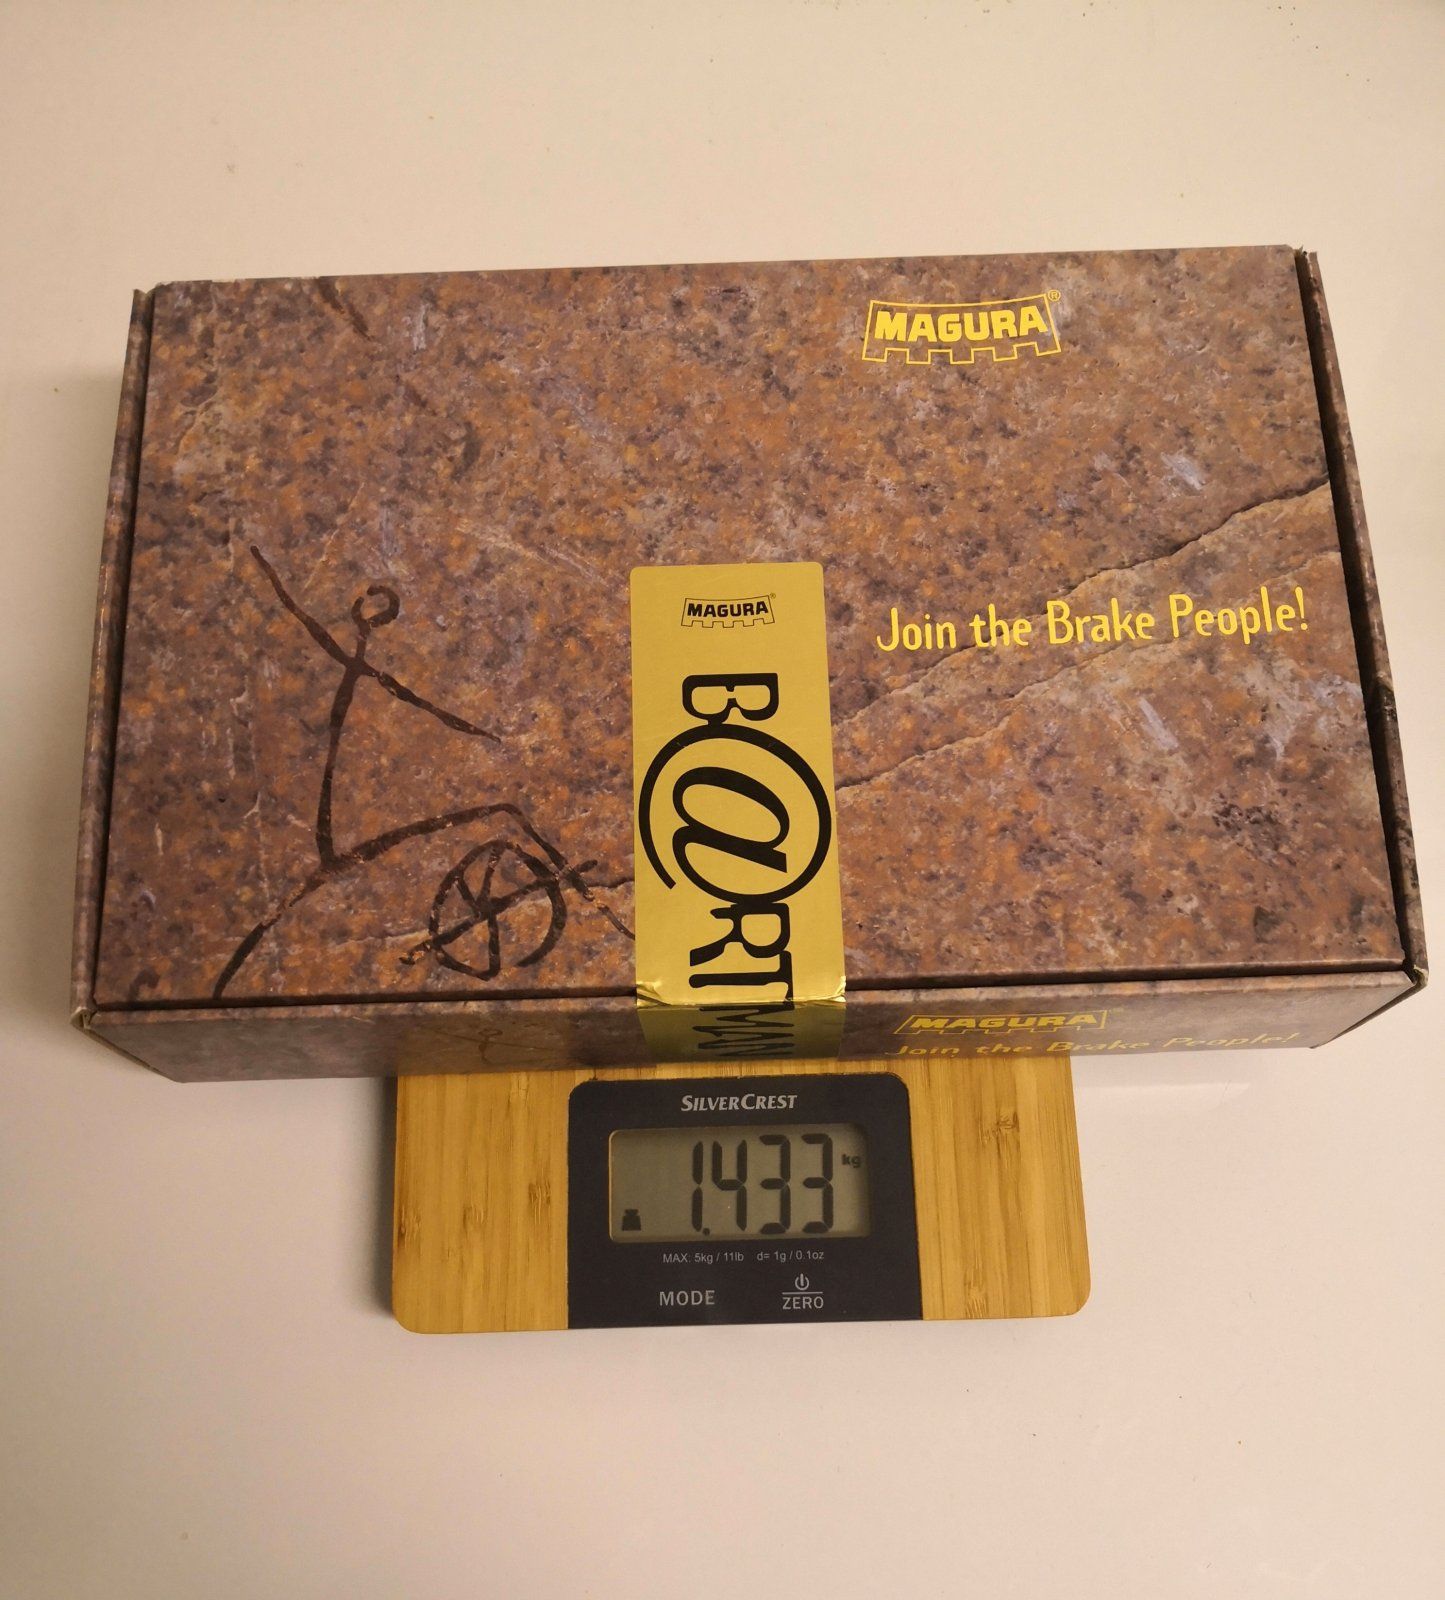 MAGURA®
Join the Brake People!
MAGURA®
B@RTMAN
MAGURA
Join the Brake People!
SILVERCREST
1.433 kg
MAX: 5kg / 11lb d= 1g / 0.1oz
MODE
ZERO